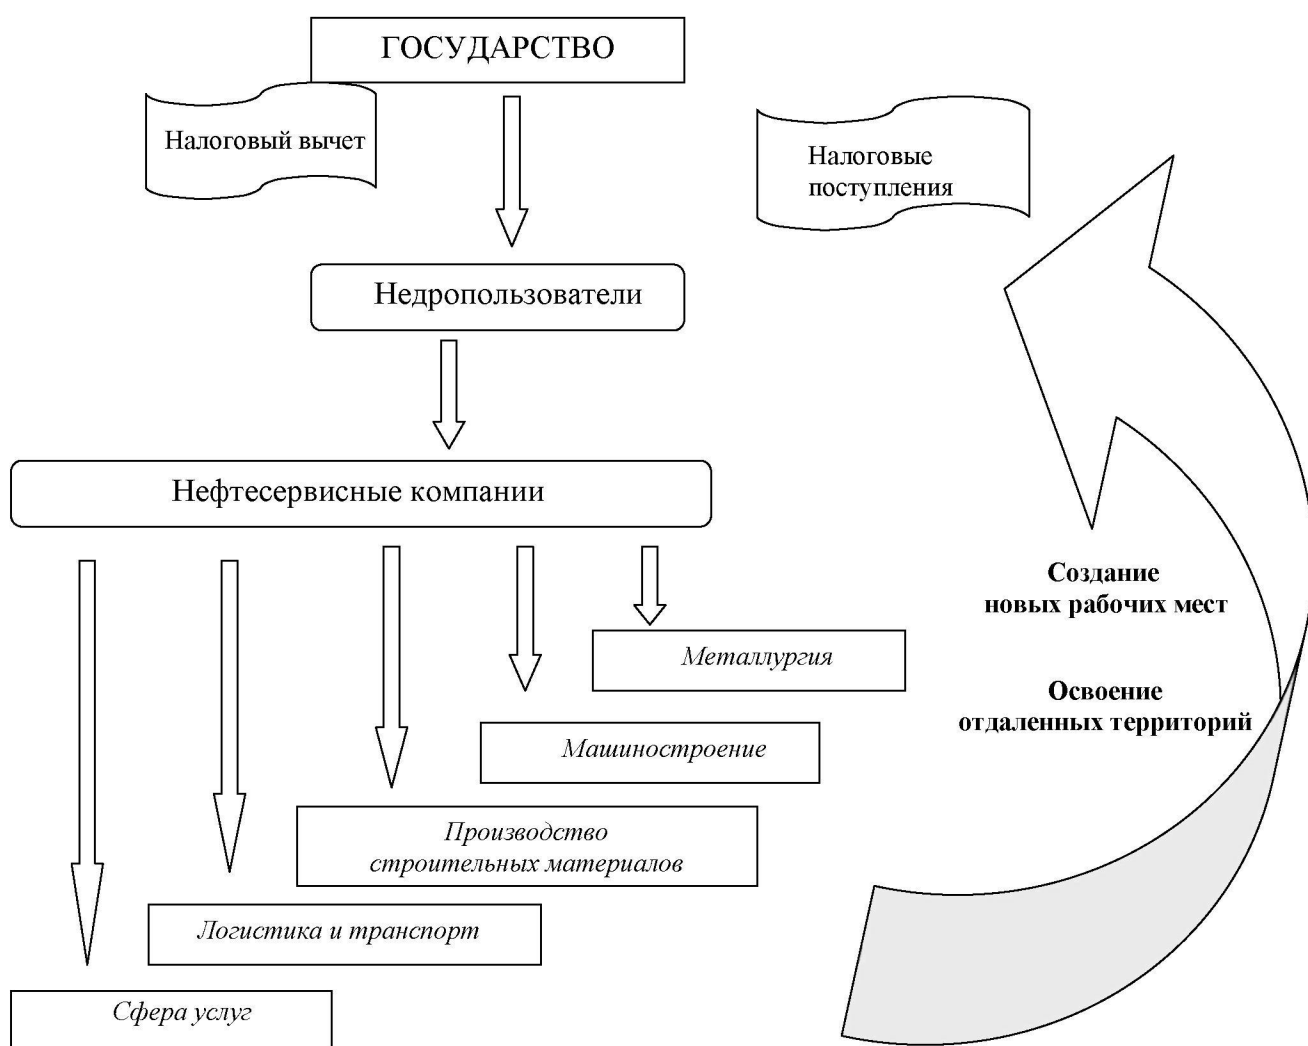 ГОСУДАРСТВО
Налоговый вычет
Налоговые
поступления
Недропользователи
Нефтесервисные компании
Создание
новых рабочих мест
Металлургия
Освоение
отдаленных территорий
Машиностроение
Производство
строительных материалов
Логистика и транспорт
Сфера услуг